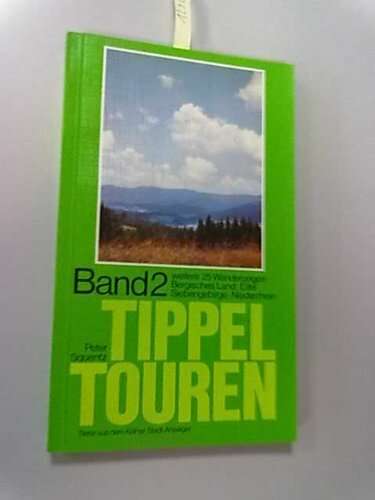 Band 2
weitere 25 Wanderungen
Bergisches Land, Eifel,
Siebengebirge, Niederrhein
Peter
Squentz
TIPPEL
TOUREN
Serie aus dem Kölner Stadt-Anzeiger